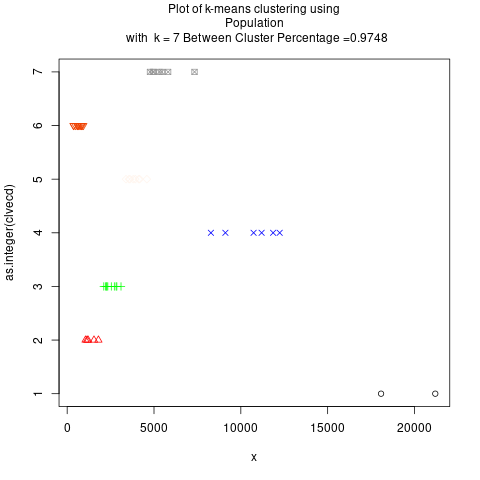 Plot of k-means clustering using
Population
with k = 7 Between Cluster Percentage =0.9748
as.integer(clvecd)
7
6
5
4
3
2
1
0 5000 10000 15000 20000
x